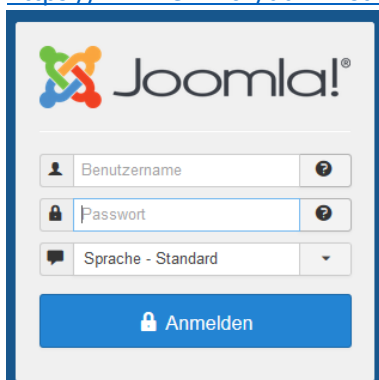 Joomla!®
Benutzername
Passwort
Sprache - Standard
Anmelden